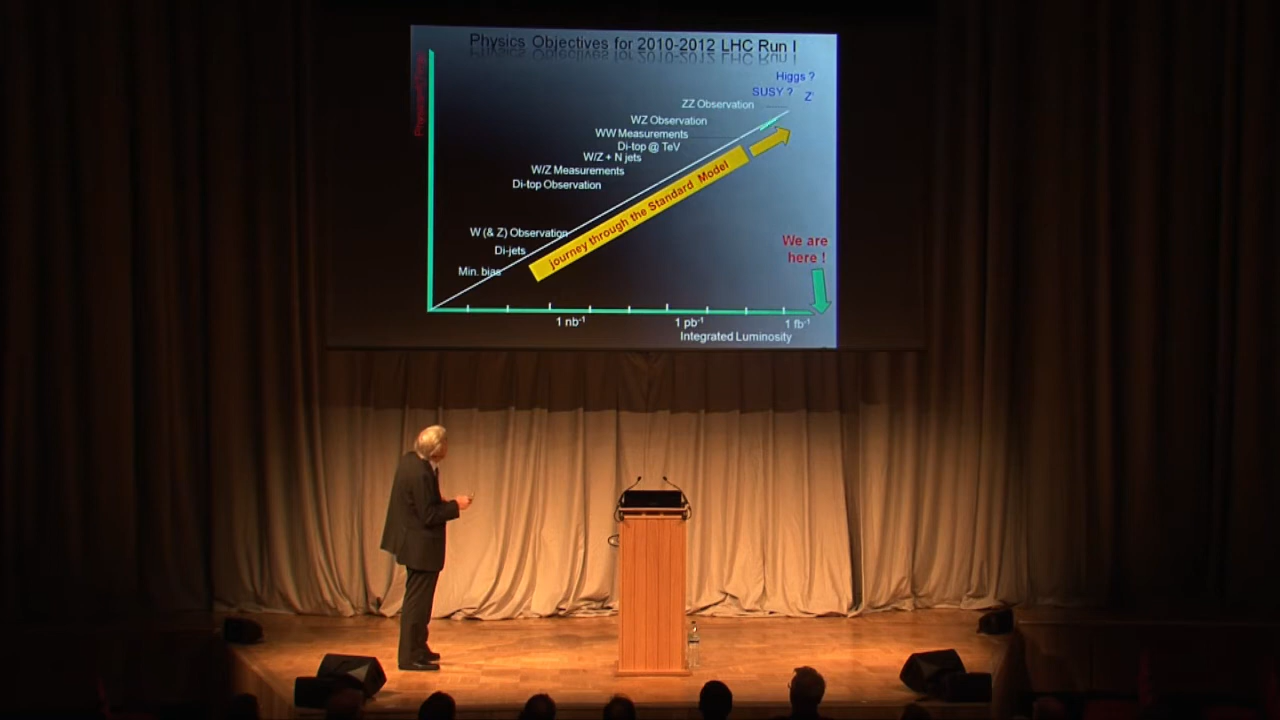 Physics Objectives for 2010-2012 LHC Run I
Higgs ?
SUSY ?
Z'
ZZ Observation
WZ Observation
WW Measurements
Di-top @ TeV
W/Z + N jets
W/Z Measurements
Di-top Observation
journey through the Standard Model
W (& Z) Observation
Di-jets
Min. bias
We are
here !
1 nb-1
1 pb-1
1 fb-1
Integrated Luminosity